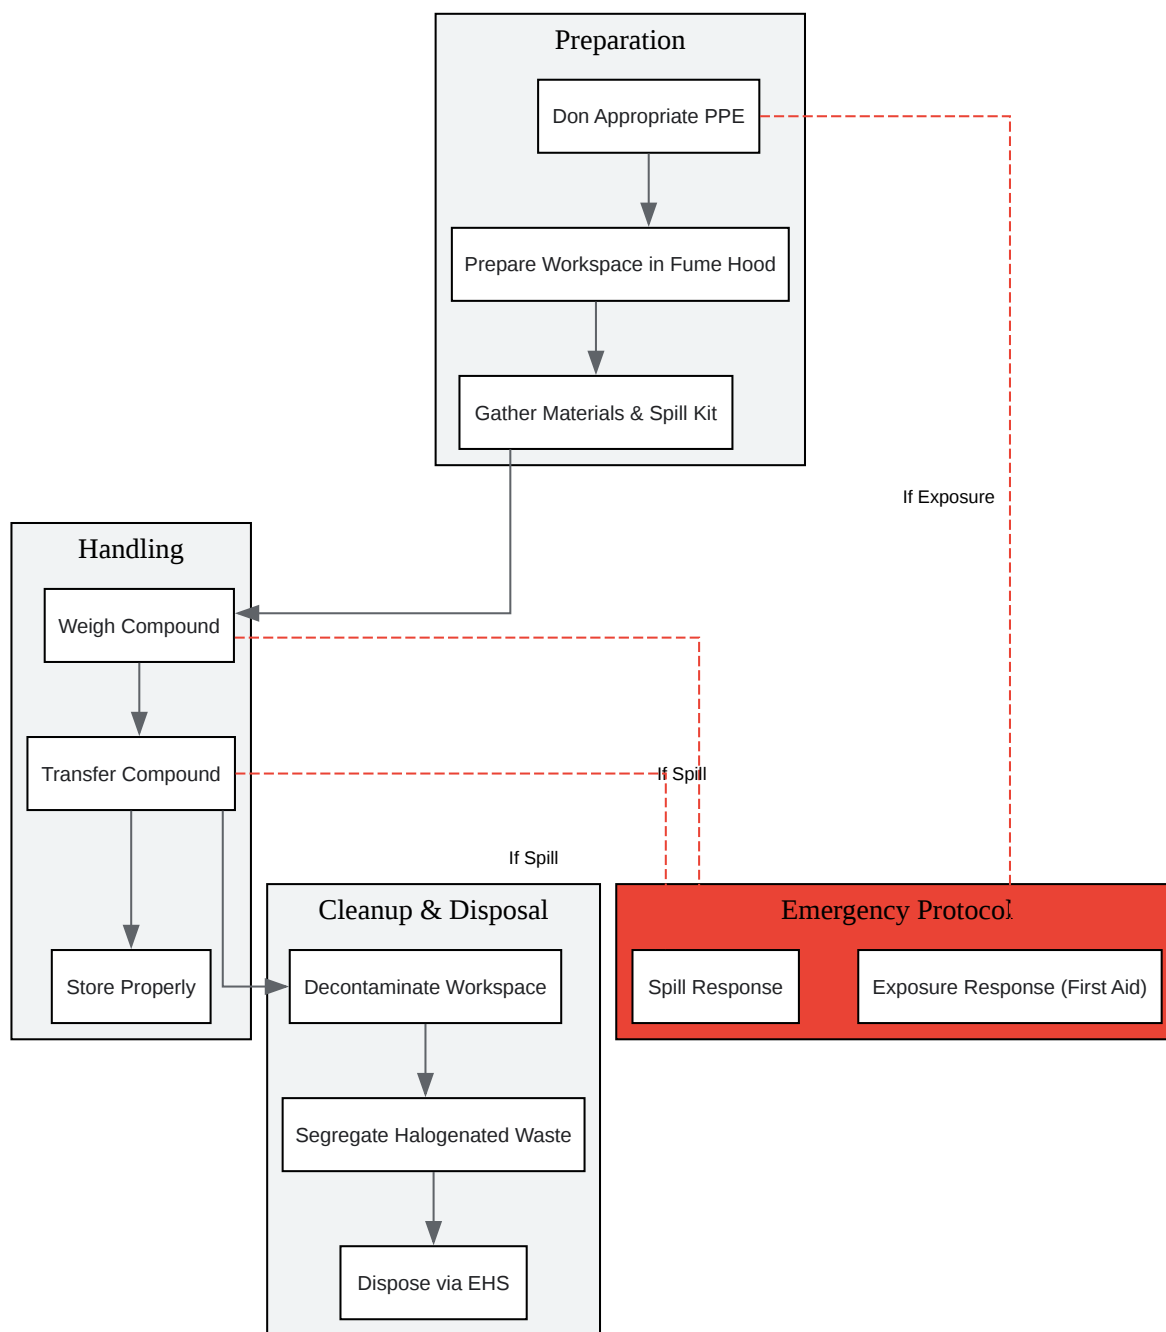 Preparation
Don Appropriate PPE
Prepare Workspace in Fume Hood
Gather Materials & Spill Kit
If Exposure
Handling
Weigh Compound
Transfer Compound
If Spill
If Spill
Store Properly
Cleanup & Disposal
Decontaminate Workspace
Segregate Halogenated Waste
Dispose via EHS
Emergency Protocol
Spill Response
Exposure Response (First Aid)